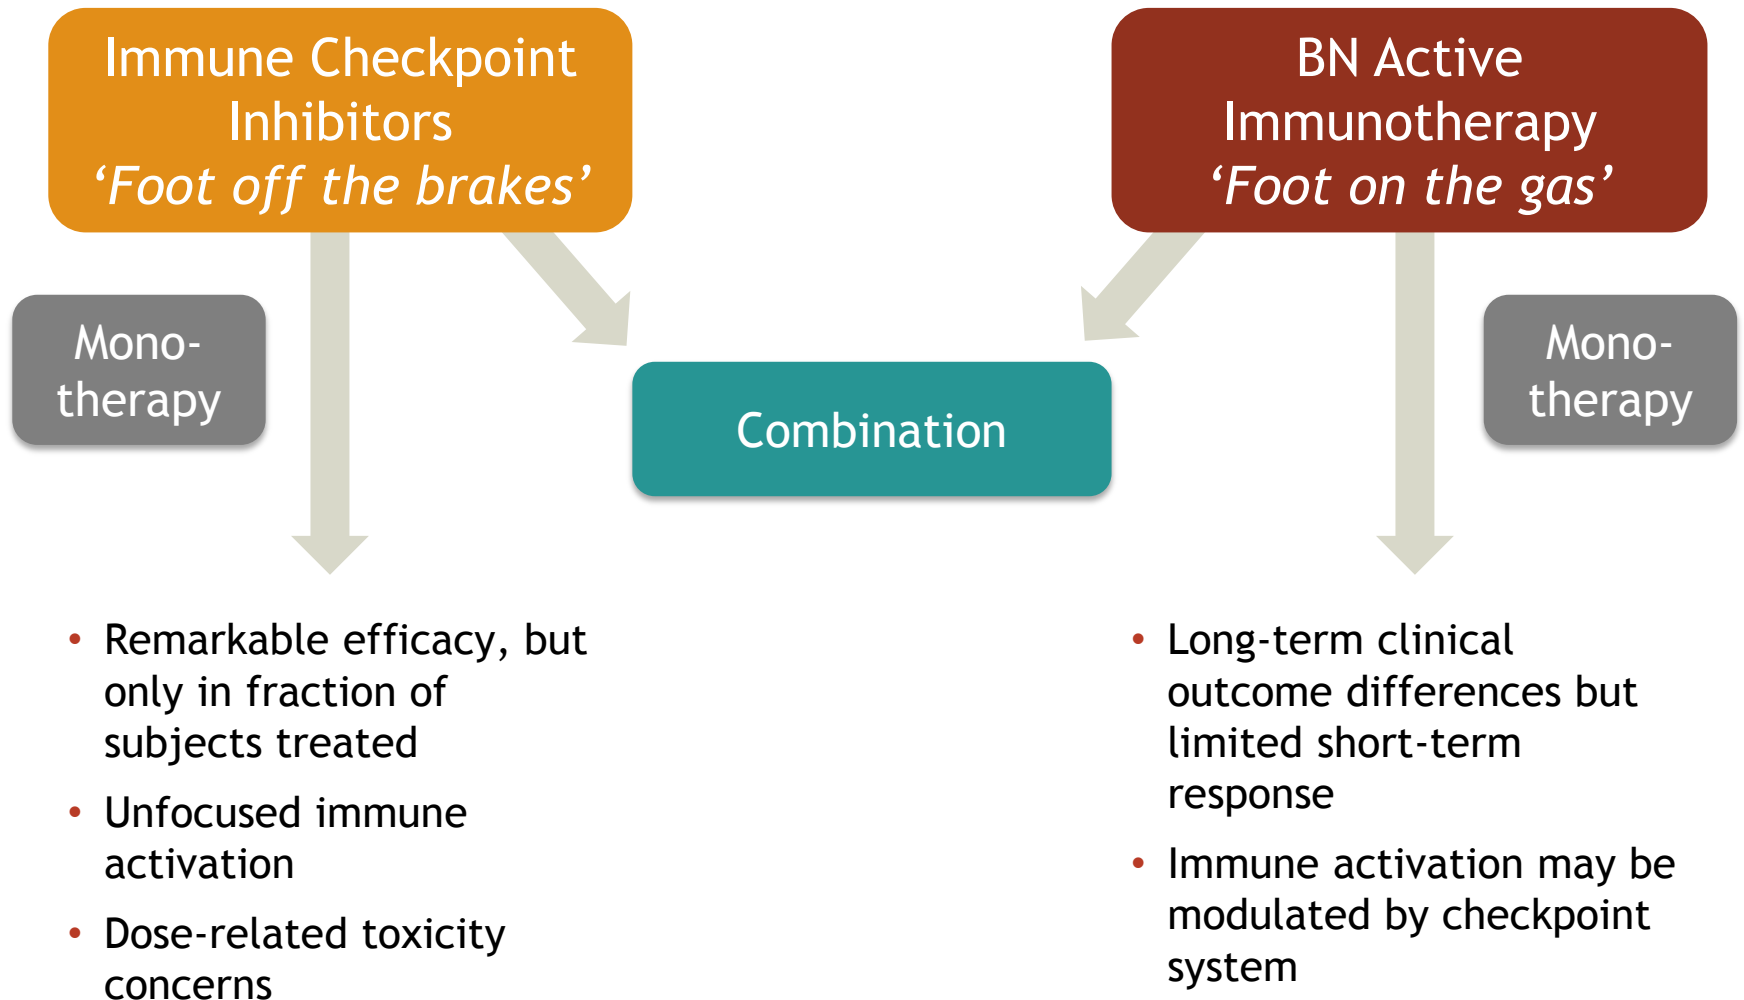 Immune Checkpoint
Inhibitors
‘Foot off the brakes’
BN Active
Immunotherapy
‘Foot on the gas’
Mono-
therapy
Combination
Mono-
therapy
• Remarkable efficacy, but
only in fraction of
subjects treated
• Unfocused immune
activation
• Dose-related toxicity
concerns
• Long-term clinical
outcome differences but
limited short-term
response
• Immune activation may be
modulated by checkpoint
system